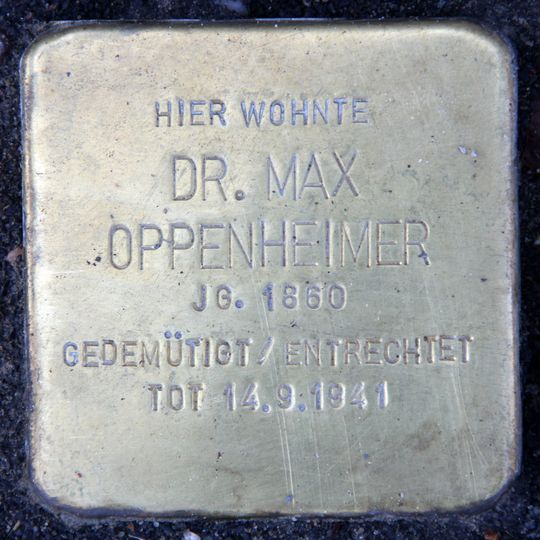 HIER WOHNTE
DR. MAX
OPPENHEIMER
JG. 1860
GEDEMÜTIGT / ENTRECHTET
TOT 14.9.1941